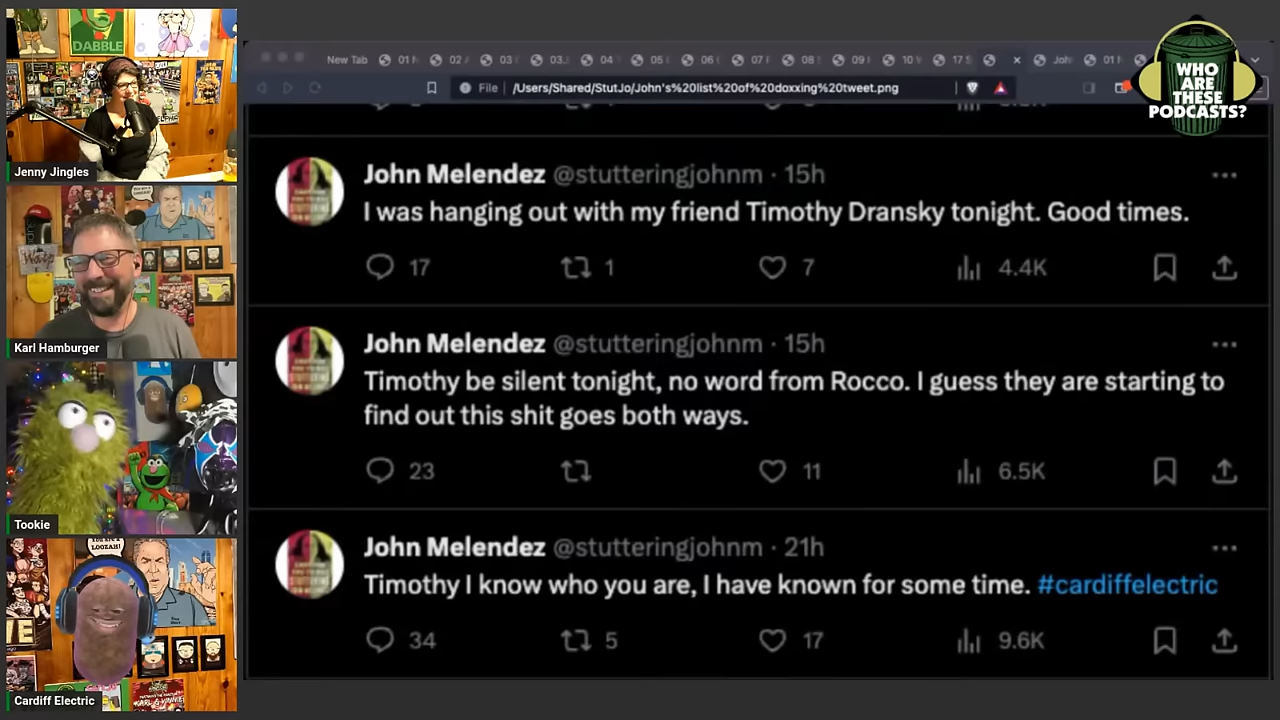 DABBLE
Jenny Jingles
Karl Hamburger
Tookie
YOU'RE A LOOZAH!
Cardiff Electric
New Tab
File
/Users/Shared/StutJo/John's%20list%20of%20doxxing%20tweet.png
WHO
ARE
THESE
PODCASTS?
John Melendez @stutteringjohnm · 15h
I was hanging out with my friend Timothy Dransky tonight. Good times.
17 1 7 4.4K
John Melendez @stutteringjohnm · 15h
Timothy be silent tonight, no word from Rocco. I guess they are starting to
find out this shit goes both ways.
23 11 6.5K
John Melendez @stutteringjohnm · 21h
Timothy I know who you are, I have known for some time. #cardiffelectric
34 5 17 9.6K